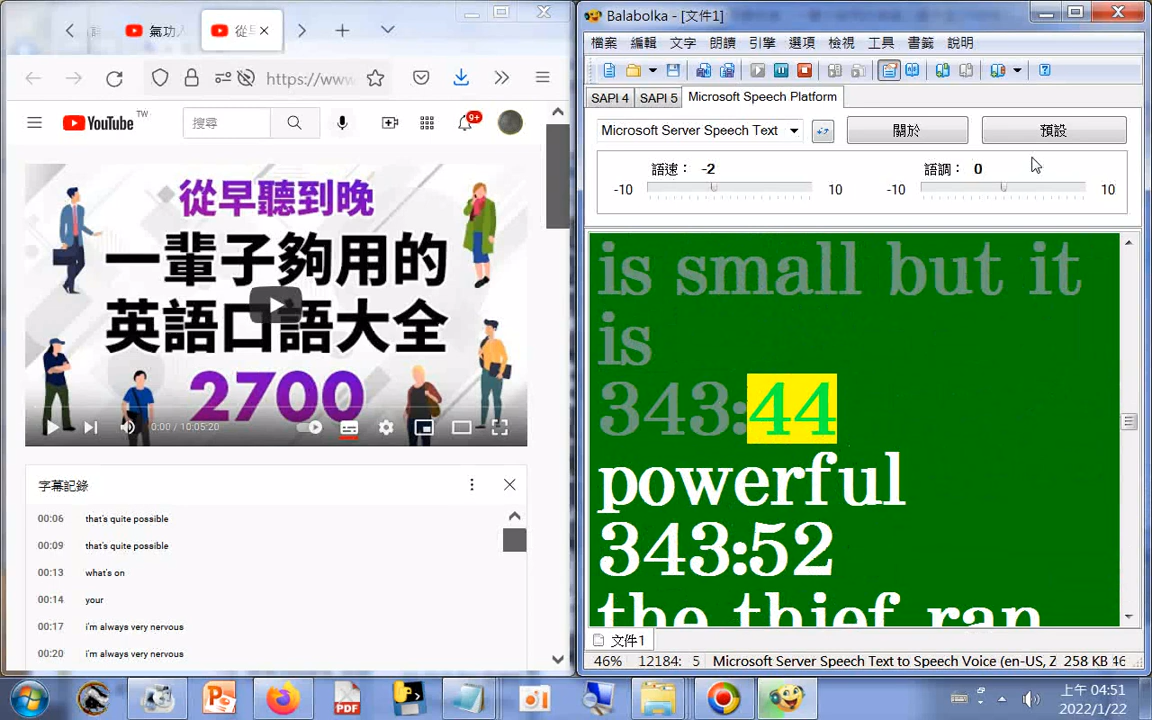 氣功
從
https://www
YouTube TW
搜尋
9+
從早聽到晚
一輩子夠用的
英語口語大全
2700
0:00 / 10:05:20
字幕記錄
00:06 that's quite possible
00:09 that's quite possible
00:13 what's on
00:14 your
00:17 i'm always very nervous
00:20 i'm always very nervous
Balabolka - [文件1]
檔案 編輯 文字 朗讀 引擎 選項 檢視 工具 書籤 說明
SAPI 4 SAPI 5 Microsoft Speech Platform
Microsoft Server Speech Text 關於 預設
語速： -2 語調： 0
-10 10 -10 10
is small but it
is
343:44
powerful
343:52
the thief ran
文件1
46% 12184: 5 Microsoft Server Speech Text to Speech Voice (en-US, Z 258 KB 46
PDF
上午 04:51
2022/1/22